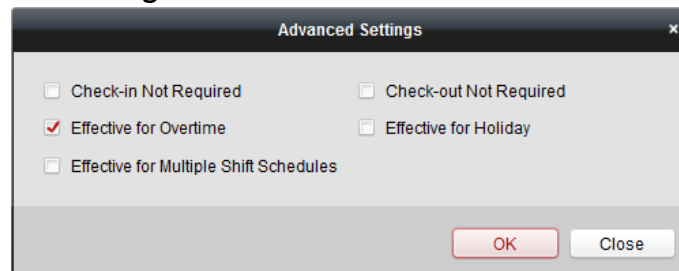 Advanced Settings ×
Check-in Not Required Check-out Not Required
Effective for Overtime Effective for Holiday
Effective for Multiple Shift Schedules
OK Close